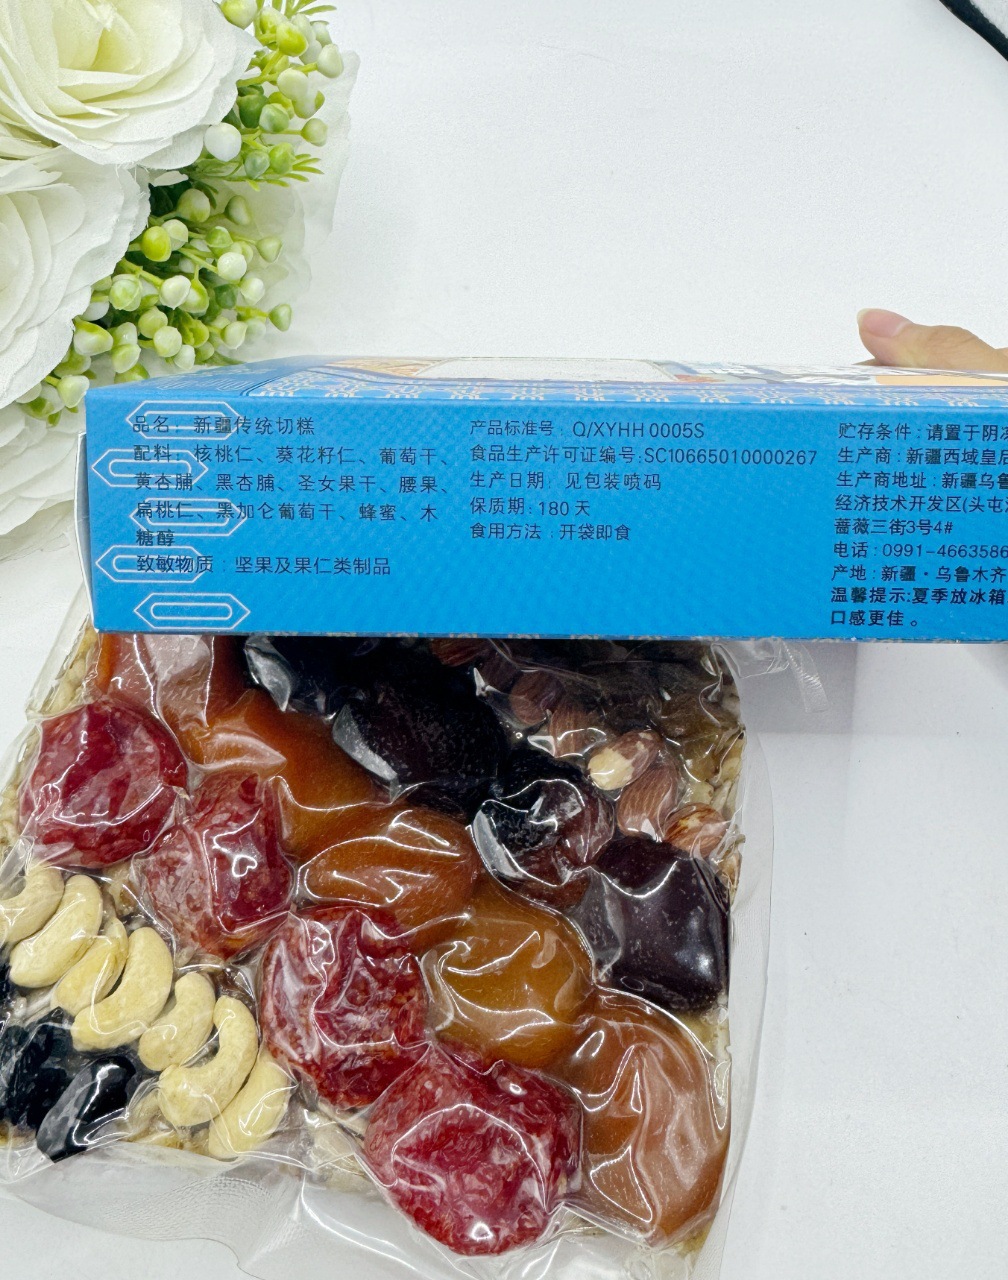 品名：新疆传统切糕
配料：核桃仁、葵花籽仁、葡萄干、
黄杏脯、黑杏脯、圣女果干、腰果、
扁桃仁、黑加仑葡萄干、蜂蜜、木
糖醇
致敏物质：坚果及果仁类制品
产品标准号：Q/XYHH 0005S
食品生产许可证编号:SC10665010000267
生产日期：见包装喷码
保质期:180天
食用方法：开袋即食
贮存条件：请置于阴
生产商：新疆西域皇后
生产商地址：新疆乌鲁
经济技术开发区(头屯
蔷薇三街3号4#
电话：0991-4663586
产地：新疆·乌鲁木齐
温馨提示:夏季放冰箱
口感更佳。